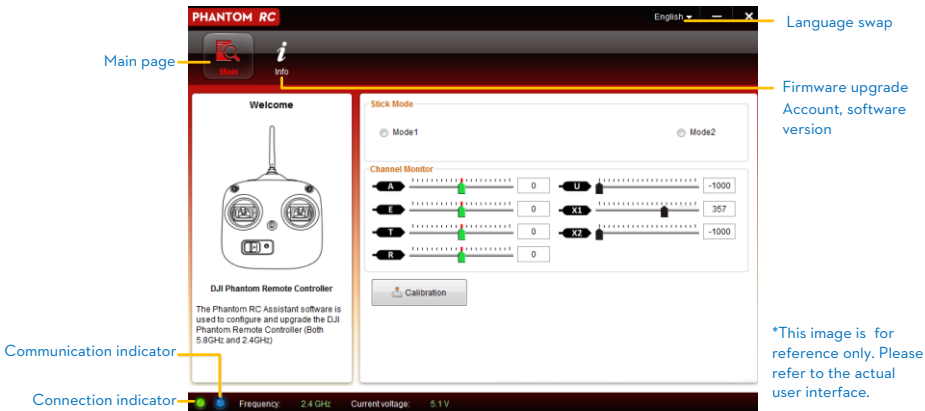 PHANTOM RC
English
Language swap
Main page
Main
Info
Firmware upgrade
Account, software
version
Welcome
DJI Phantom Remote Controller
The Phantom RC Assistant software is
used to configure and upgrade the DJI
Phantom Remote Controller (Both
5.8GHz and 2.4GHz)
Stick Mode
Mode1
Mode2
Channel Monitor
A 0 U -1000
E 0 X1 357
T 0 X2 -1000
R 0
Calibration
Communication indicator
Connection indicator
*This image is for
reference only. Please
refer to the actual
user interface.
Frequency: 2.4 GHz Current voltage: 5.1 V